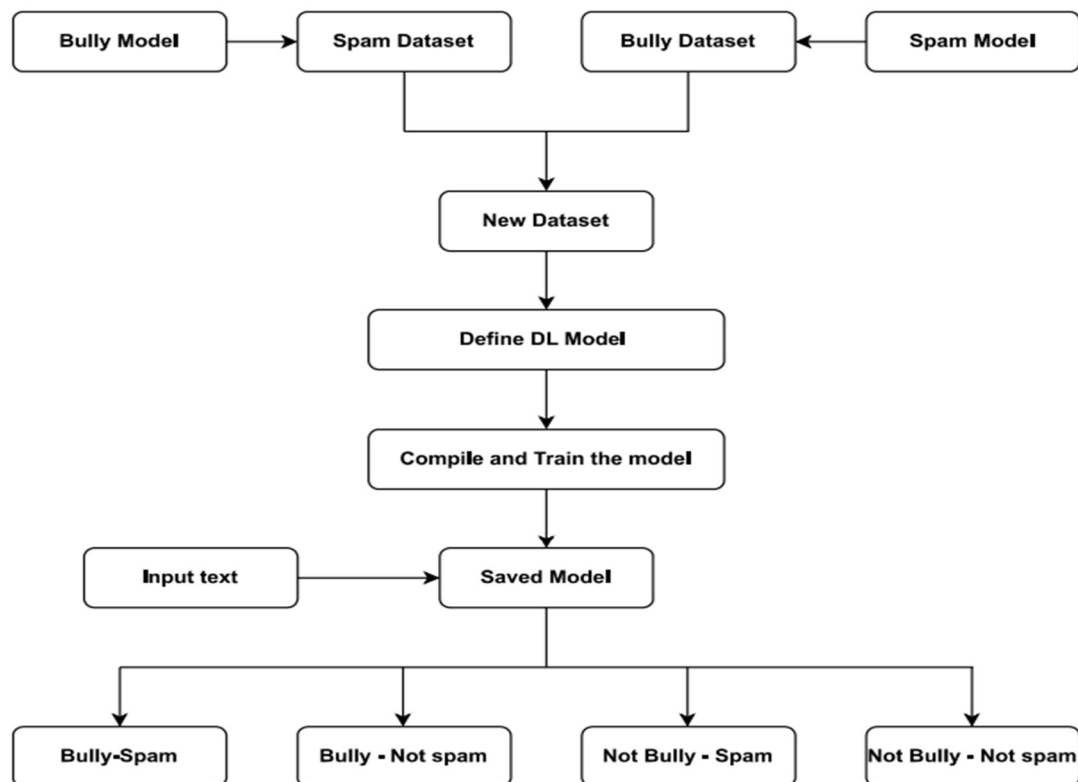 Bully Model
Spam Dataset
Bully Dataset
Spam Model
New Dataset
Define DL Model
Compile and Train the model
Input text
Saved Model
Bully-Spam
Bully - Not spam
Not Bully - Spam
Not Bully - Not spam